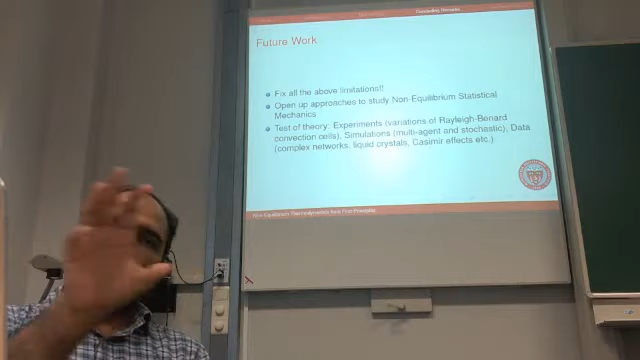 Concluding Remarks
Future Work
Fix all the above limitations!!
Open up approaches to study Non-Equilibrium Statistical
Mechanics
Test of theory: Experiments (variations of Rayleigh-Benard
convection cells), Simulations (multi-agent and stochastic), Data
(complex networks, liquid crystals, Casimir effects etc.)
Non-Equilibrium Thermodynamics from First-Principles